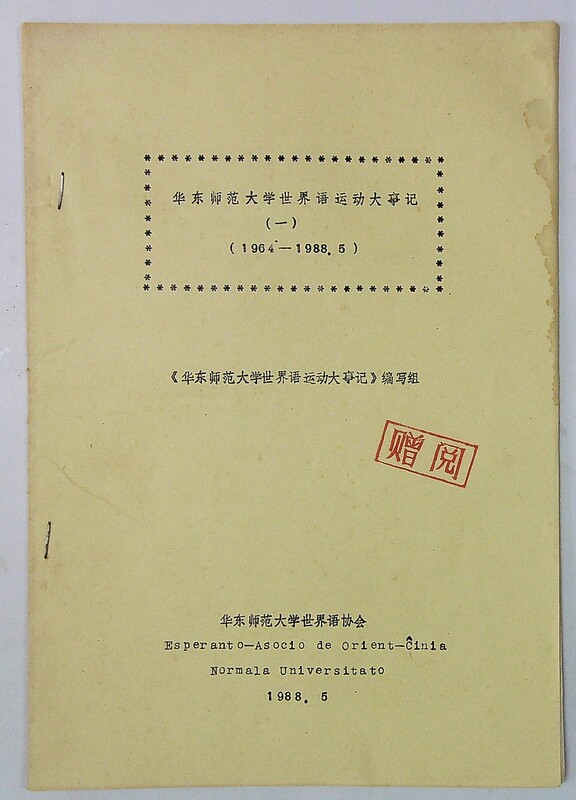 华东师范大学世界语运动大事记
(一)
(1964—1988.5)
《华东师范大学世界语运动大事记》编写组
赠阅
华东师范大学世界语协会
Esperanto—Asocio de Orient—Ĉinia
Normala Universitato
1988. 5